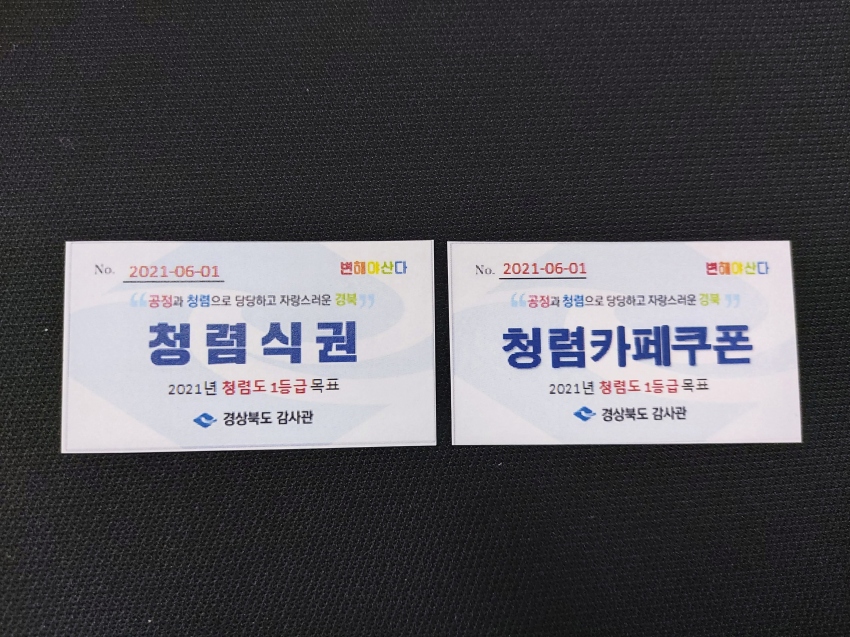 No. 2021-06-01 변해야산다
“공정과 청렴으로 당당하고 자랑스러운 경북”
청렴식권
2021년 청렴도 1등급 목표
경상북도 감사관
No. 2021-06-01 변해야산다
“공정과 청렴으로 당당하고 자랑스러운 경북”
청렴카페쿠폰
2021년 청렴도 1등급 목표
경상북도 감사관